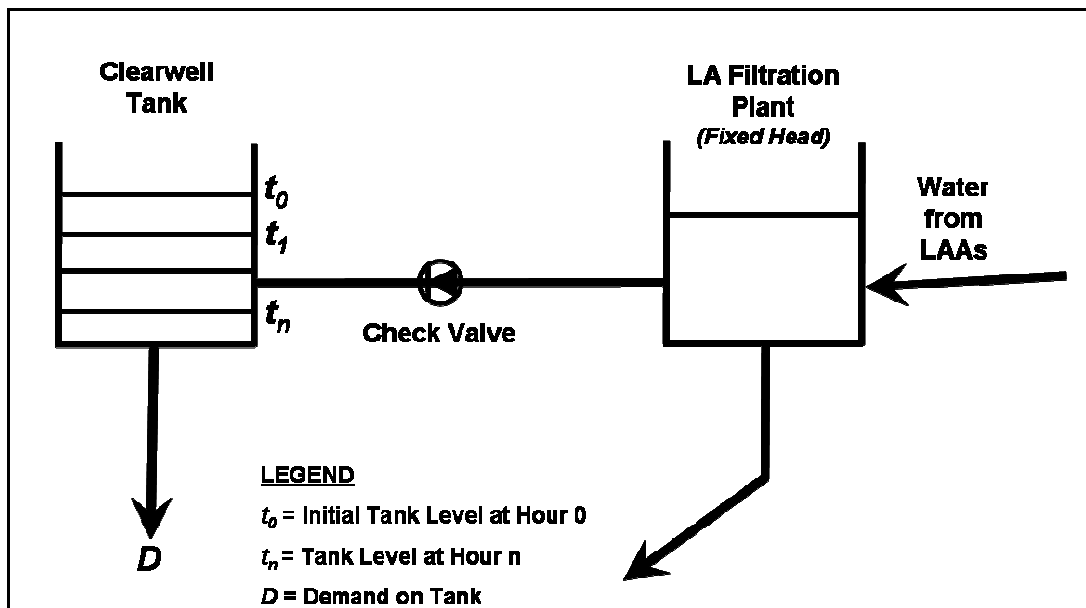 Clearwell
Tank
LA Filtration
Plant
(Fixed Head)
t0
t1
tn
Water
from
LAAs
Check Valve
D
LEGEND
t0 = Initial Tank Level at Hour 0
tn = Tank Level at Hour n
D = Demand on Tank